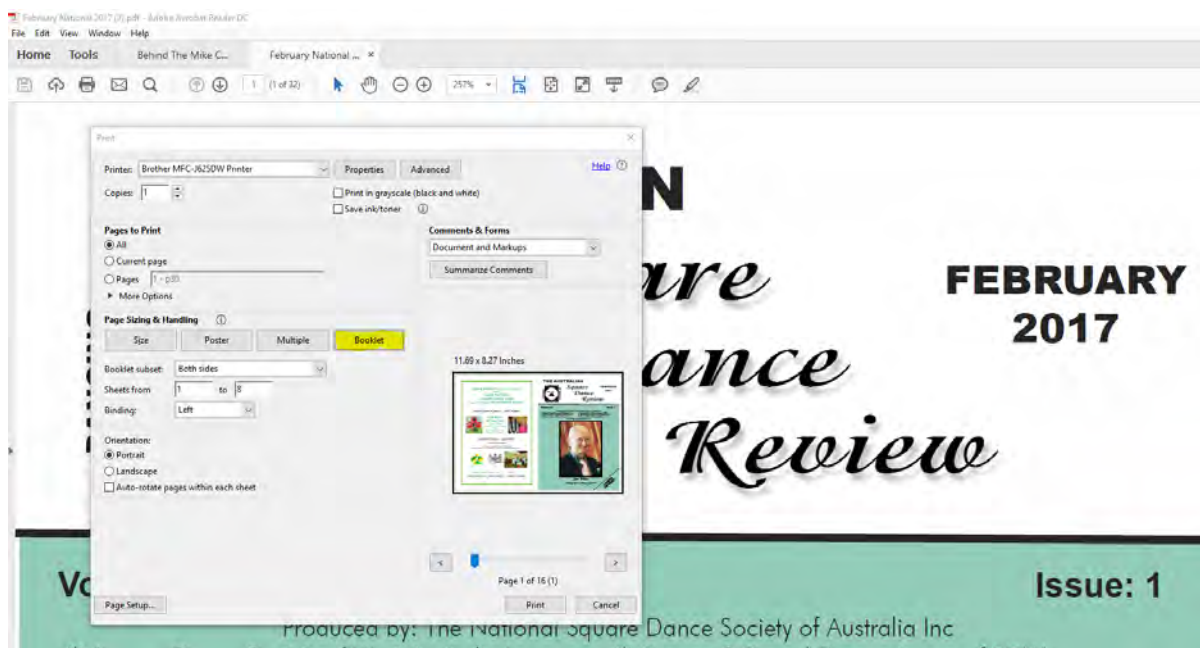 February National 2017 (2).pdf - Adobe Acrobat Reader DC
File Edit View Window Help
Home Tools Behind The Mike C... February National ... ×
1 (1 of 32) 257%
Print ×
Printer: Brother MFC-J625DW Printer Properties Advanced Help
Copies: 1 Print in grayscale (black and white)
Save ink/toner
Pages to Print Comments & Forms
All Document and Markups
Current page Summarize Comments
Pages 1 - p30
More Options
Page Sizing & Handling
Size Poster Multiple Booklet
Booklet subset: Both sides 11.69 x 8.27 Inches
Sheets from 1 to 8
Binding: Left
Orientation:
Portrait
Landscape
Auto-rotate pages within each sheet
THE AUSTRALIAN
Square
Dance
Review
< >
Page 1 of 16 (1)
Page Setup... Print Cancel
N
are
ance
Review
FEBRUARY
2017
Vo
Issue: 1
Produced by: The National Square Dance Society of Australia Inc